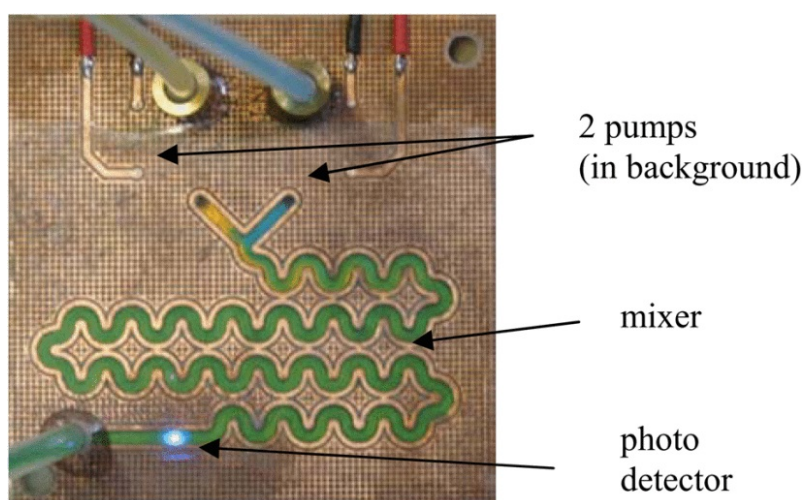 2 pumps
(in background)
mixer
photo
detector